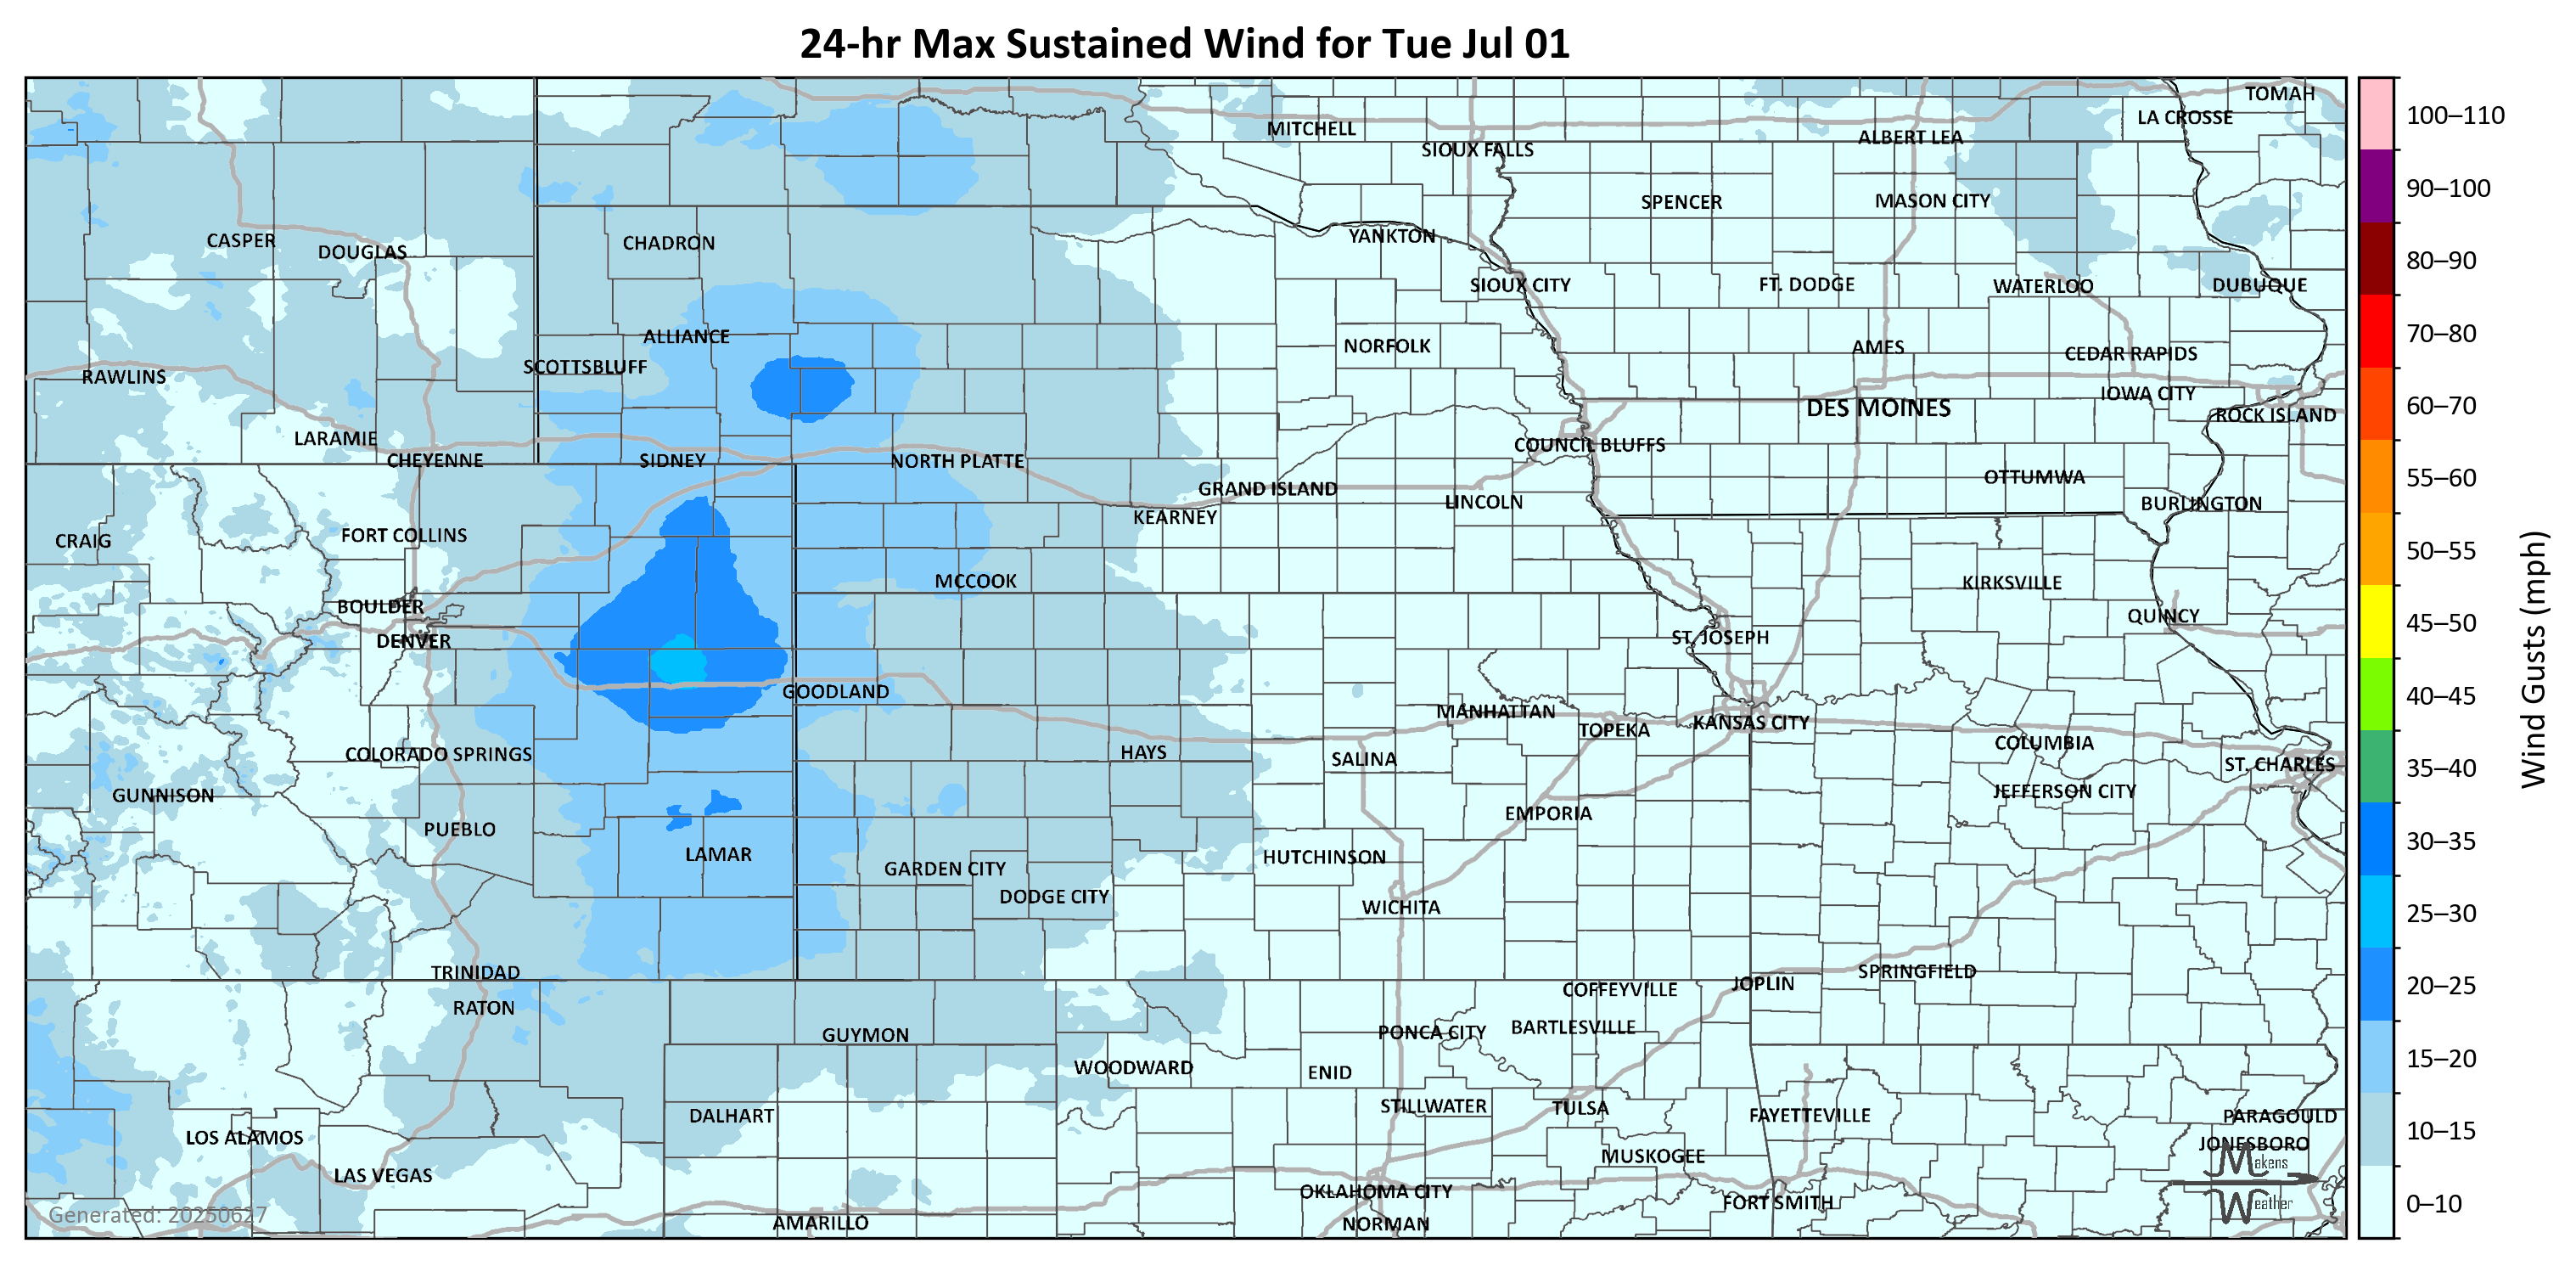 24-hr Max Sustained Wind for Tue Jul 01
TOMAH
LA CROSSE
MITCHELL
ALBERT LEA
SIOUX FALLS
SPENCER
MASON CITY
CASPER
DOUGLAS
CHADRON
YANKTON
SIOUX CITY
FT. DODGE
WATERLOO
DUBUQUE
ALLIANCE
NORFOLK
AMES
CEDAR RAPIDS
SCOTTSBLUFF
RAWLINS
IOWA CITY
DES MOINES
ROCK ISLAND
LARAMIE
COUNCIL BLUFFS
CHEYENNE
SIDNEY
NORTH PLATTE
OTTUMWA
GRAND ISLAND
LINCOLN
BURLINGTON
KEARNEY
FORT COLLINS
CRAIG
MCCOOK
KIRKSVILLE
BOULDER
QUINCY
DENVER
ST. JOSEPH
GOODLAND
MANHATTAN
TOPEKA
KANSAS CITY
COLUMBIA
COLORADO SPRINGS
HAYS
SALINA
ST. CHARLES
GUNNISON
JEFFERSON CITY
EMPORIA
PUEBLO
LAMAR
HUTCHINSON
GARDEN CITY
DODGE CITY
WICHITA
TRINIDAD
SPRINGFIELD
JOPLIN
COFFEYVILLE
RATON
BARTLESVILLE
PONCA CITY
GUYMON
WOODWARD
ENID
STILLWATER
TULSA
DALHART
FAYETTEVILLE
PARAGOULD
LOS ALAMOS
JONESBORO
MUSKOGEE
LAS VEGAS
OKLAHOMA CITY
FORT SMITH
AMARILLO
NORMAN
Generated: 20250627
Makens
Weather
100–110
90–100
80–90
70–80
60–70
55–60
50–55
45–50
40–45
35–40
30–35
25–30
20–25
15–20
10–15
0–10
Wind Gusts (mph)